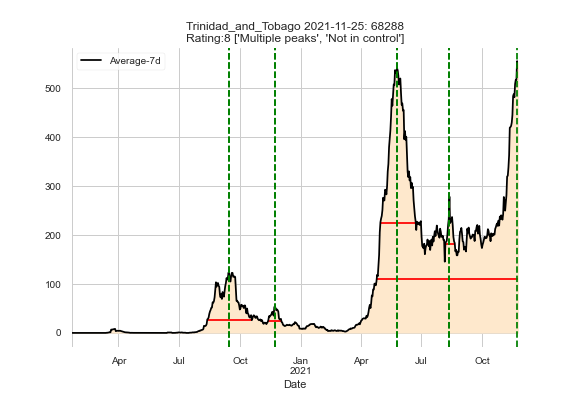 Trinidad_and_Tobago 2021-11-25: 68288
Rating:8 ['Multiple peaks', 'Not in control']
Average-7d
500
400
300
200
100
0
Apr Jul Oct Jan Apr Jul Oct
2021
Date